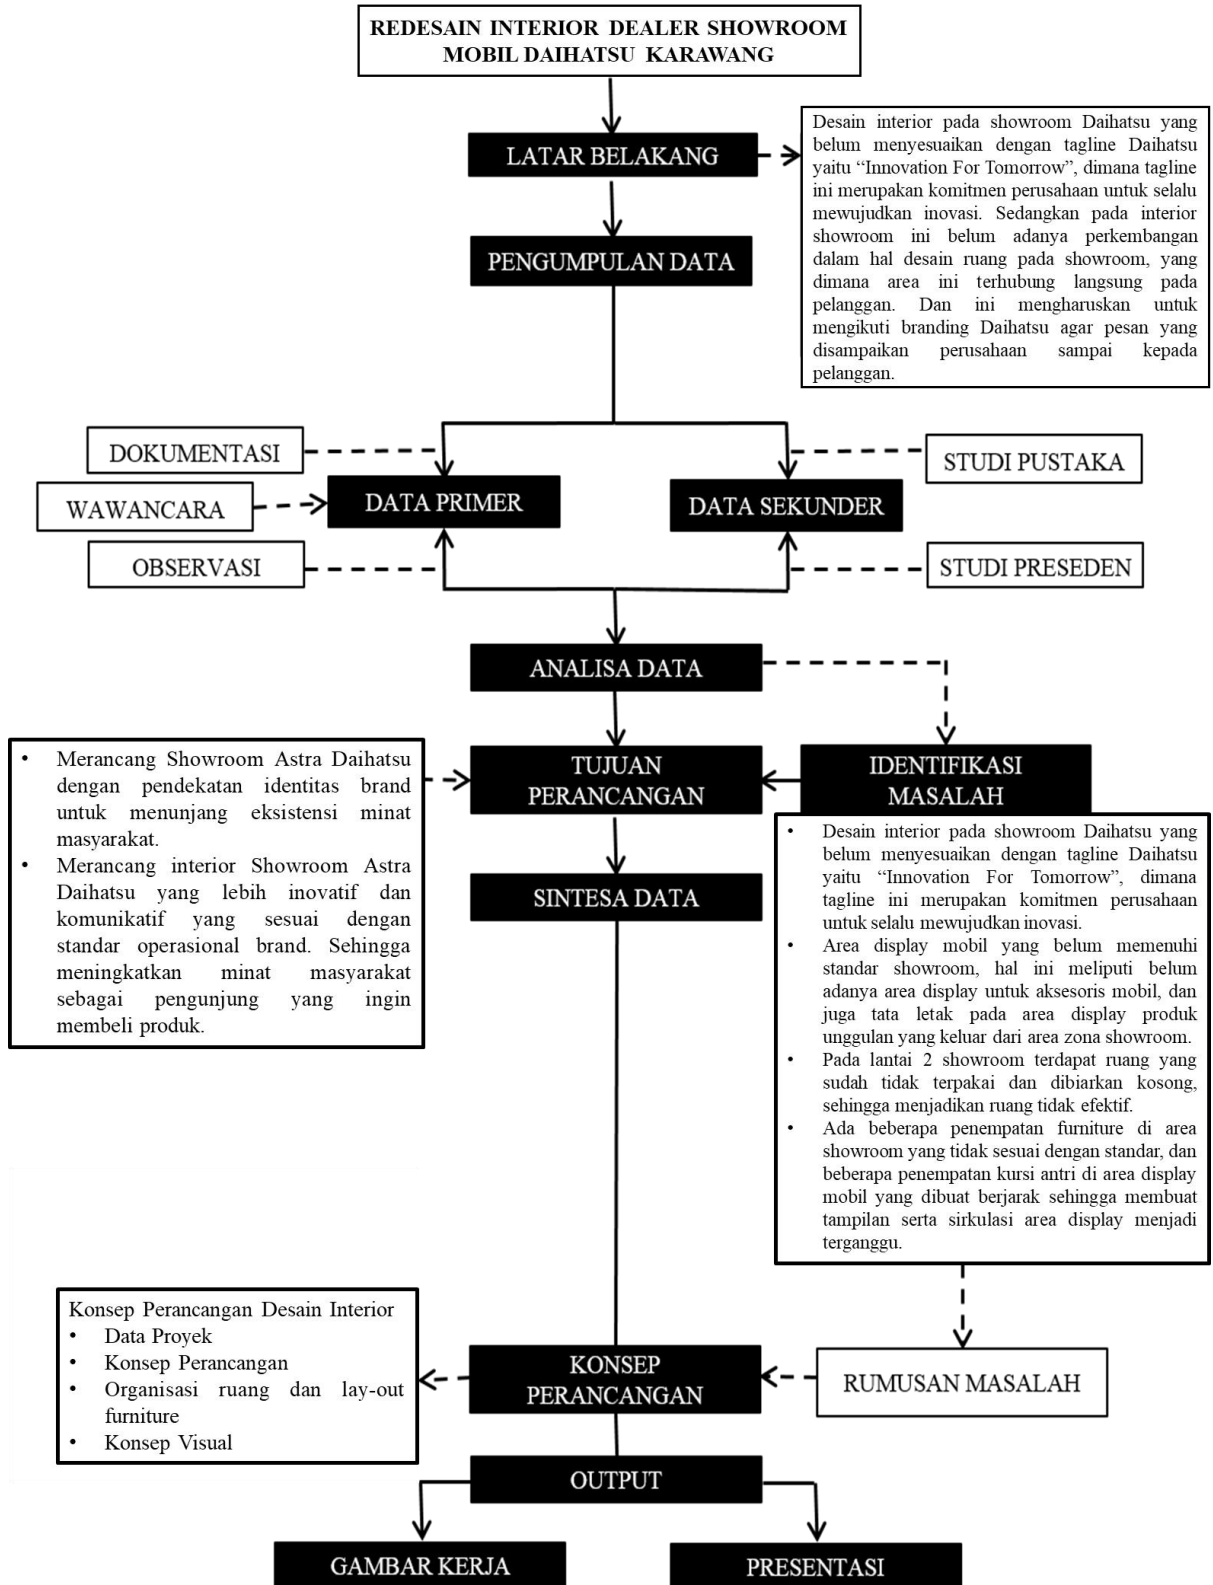 REDESAIN INTERIOR DEALER SHOWROOM
MOBIL DAIHATSU KARAWANG
LATAR BELAKANG
Desain interior pada showroom Daihatsu yang
belum menyesuaikan dengan tagline Daihatsu
yaitu “Innovation For Tomorrow”, dimana tagline
ini merupakan komitmen perusahaan untuk selalu
mewujudkan inovasi. Sedangkan pada interior
showroom ini belum adanya perkembangan
dalam hal desain ruang pada showroom, yang
dimana area ini terhubung langsung pada
pelanggan. Dan ini mengharuskan untuk
mengikuti branding Daihatsu agar pesan yang
disampaikan perusahaan sampai kepada
pelanggan.
PENGUMPULAN DATA
DOKUMENTASI
WAWANCARA
OBSERVASI
DATA PRIMER
DATA SEKUNDER
STUDI PUSTAKA
STUDI PRESEDEN
ANALISA DATA
• Merancang Showroom Astra Daihatsu
dengan pendekatan identitas brand
untuk menunjang eksistensi minat
masyarakat.
• Merancang interior Showroom Astra
Daihatsu yang lebih inovatif dan
komunikatif yang sesuai dengan
standar operasional brand. Sehingga
meningkatkan minat masyarakat
sebagai pengunjung yang ingin
membeli produk.
TUJUAN
PERANCANGAN
IDENTIFIKASI
MASALAH
• Desain interior pada showroom Daihatsu yang
belum menyesuaikan dengan tagline Daihatsu
yaitu “Innovation For Tomorrow”, dimana
tagline ini merupakan komitmen perusahaan
untuk selalu mewujudkan inovasi.
• Area display mobil yang belum memenuhi
standar showroom, hal ini meliputi belum
adanya area display untuk aksesoris mobil, dan
juga tata letak pada area display produk
unggulan yang keluar dari area zona showroom.
• Pada lantai 2 showroom terdapat ruang yang
sudah tidak terpakai dan dibiarkan kosong,
sehingga menjadikan ruang tidak efektif.
• Ada beberapa penempatan furniture di area
showroom yang tidak sesuai dengan standar, dan
beberapa penempatan kursi antri di area display
mobil yang dibuat berjarak sehingga membuat
tampilan serta sirkulasi area display menjadi
terganggu.
SINTESA DATA
Konsep Perancangan Desain Interior
• Data Proyek
• Konsep Perancangan
• Organisasi ruang dan lay-out
furniture
• Konsep Visual
KONSEP
PERANCANGAN
RUMUSAN MASALAH
OUTPUT
GAMBAR KERJA
PRESENTASI